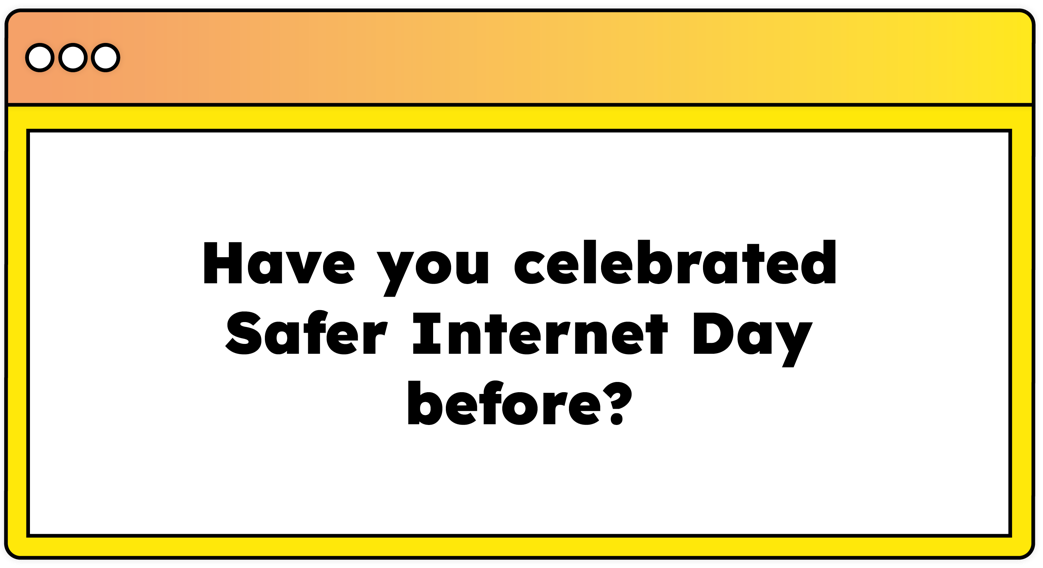 Have you celebrated
Safer Internet Day
before?